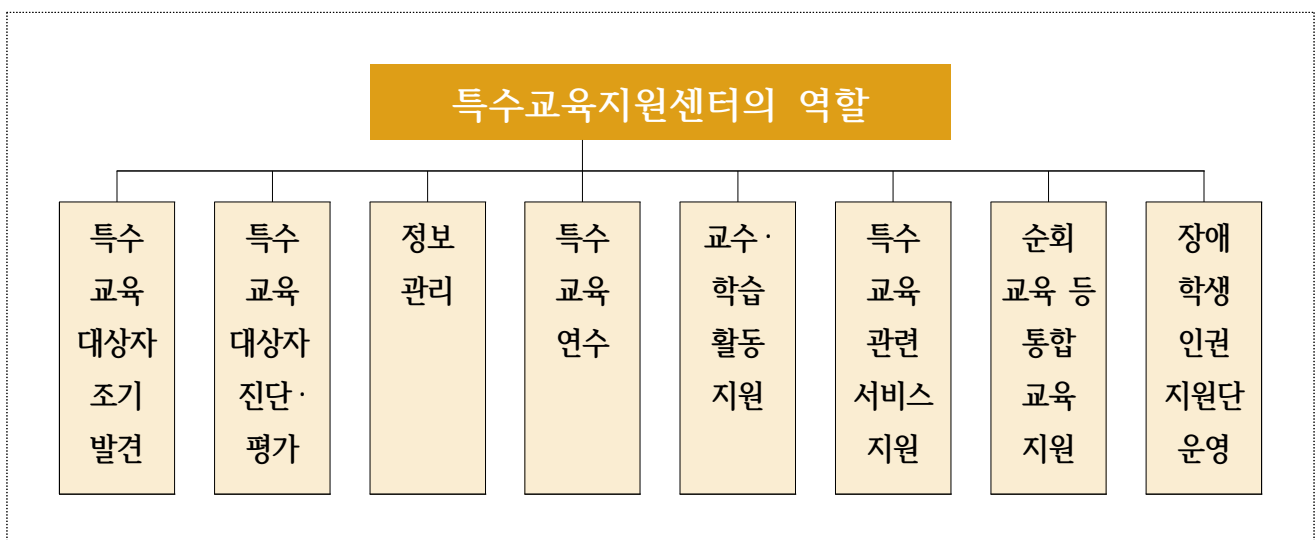 특수교육지원센터의 역할
특수
교육
대상자
조기
발견
특수
교육
대상자
진단·
평가
정보
관리
특수
교육
연수
교수·
학습
활동
지원
특수
교육
관련
서비스
지원
순회
교육 등
통합
교육
지원
장애
학생
인권
지원단
운영